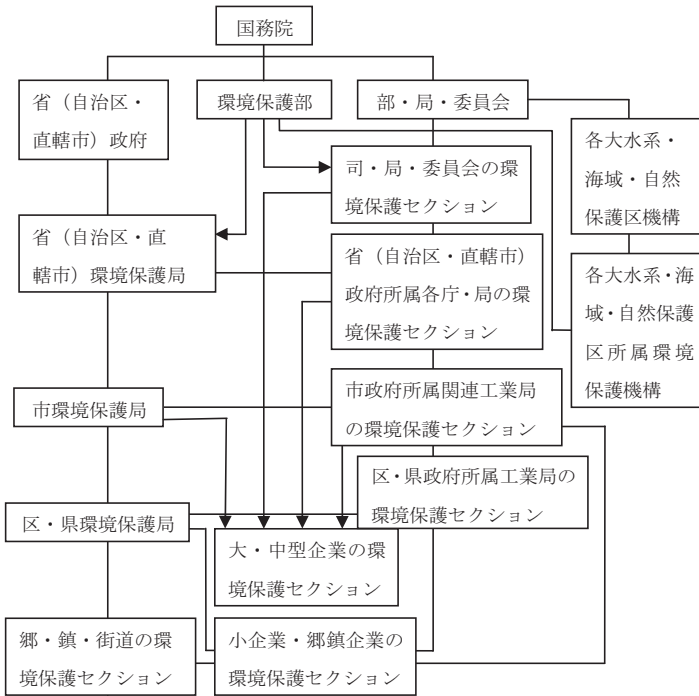 国務院
省（自治区・
直轄市）政府
環境保護部
部・局・委員会
各大水系・
海域・自然
保護区機構
司・局・委員会の環
境保護セクション
省（自治区・直
轄市）環境保護局
省（自治区・直轄市）
政府所属各庁・局の環
境保護セクション
各大水系・海
域・自然保護
区所属環境
保護機構
市環境保護局
市政府所属関連工業局
の環境保護セクション
区・県政府所属工業局の
環境保護セクション
区・県環境保護局
大・中型企業の環
境保護セクション
郷・鎮・街道の環
境保護セクション
小企業・郷鎮企業の
環境保護セクション